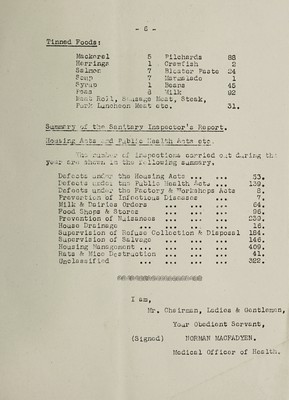 - 6 -
Tinned Foods:
Mackerel 5 Pilchards 88
Herrings 1 Crawfish 2
Salmon 7 Bloater Paste 24
Soup 7 Marmalade 1
Syrup 1 Beans 45
Peas 8 Milk 92
Meat Roll, Sausage Meat, Steak,
Pork Luncheon Meat etc. 31.
Summary of the Sanitary Inspector's Report.
Housing Acts and Public Health Acts etc.
The number of inspections carried out during the
year are shown in the following summary.
Defects under the Housing Acts ... ... 53.
Defects under the Public Health Acts ... 139.
Defects under the Factory & Workshops Acts 8.
Prevention of Infectious Diseases ... 7.
Milk & Dairies Orders ... ... 64.
Food Shops & Stores ... ... 96.
Prevention of Nuisances ... ... 239.
House Drainage ... ... ... 16.
Supervision of Refuse Collection & Disposal 184.
Supervision of Salvage ... ... 146.
Housing Management ... ... ... 409.
Rats & Mice Destruction ... ... 41.
Unclassified ... ... ... 322.
I am,
Mr. Chairman, Ladies & Gentlemen,
Your Obedient Servant,
(Signed) NORMAN MACFADYEN.
Medical Officer of Health.